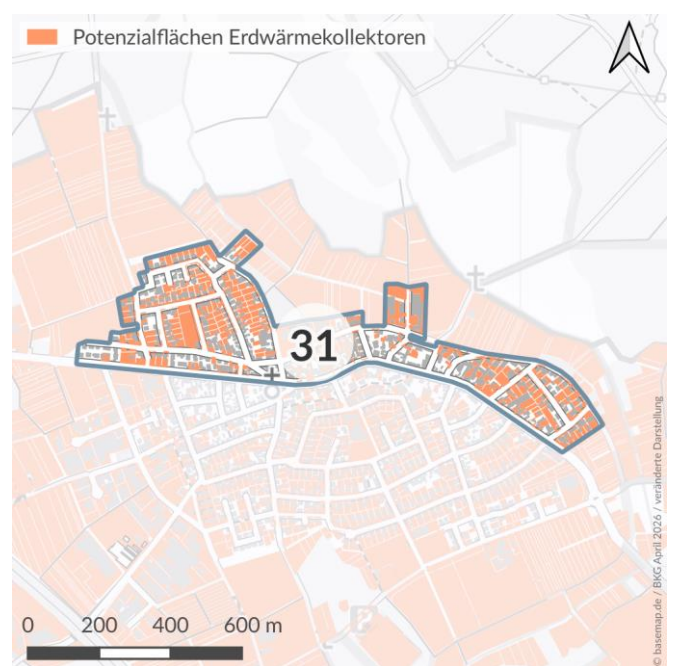 Potenzialflächen Erdwärmekollektoren
31
0 200 400 600 m
© basemap.de / BKG April 2026 / veränderte Darstellung